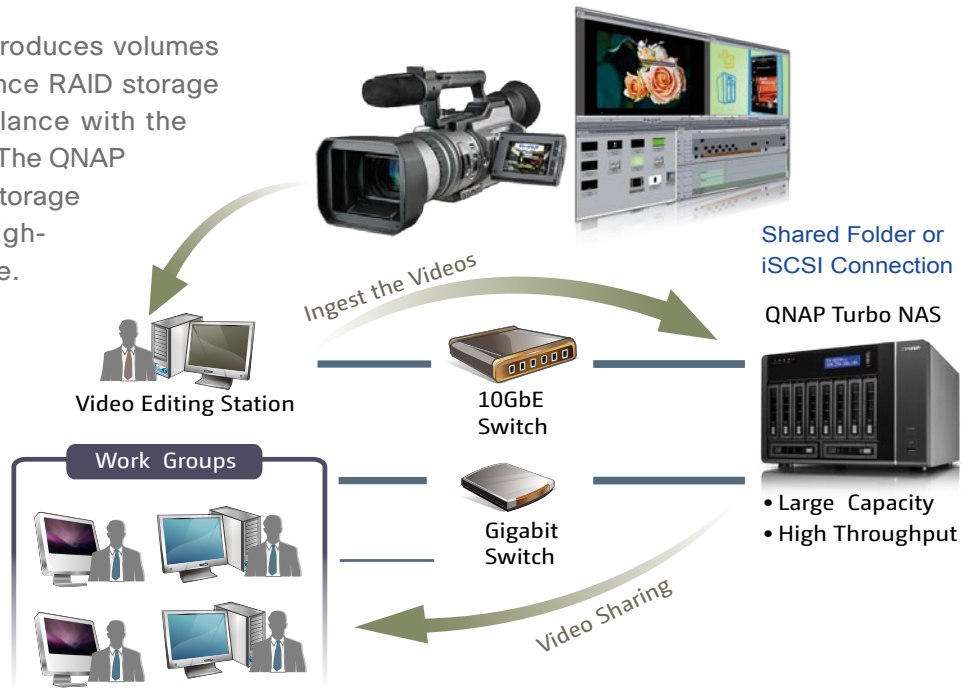 roduces volumes
nce RAID storage
lance with the
The QNAP
torage
igh-
e.
Shared Folder or
iSCSI Connection
Ingest the Videos
QNAP Turbo NAS
Video Editing Station
10GbE
Switch
Work Groups
Gigabit
Switch
• Large Capacity
• High Throughput
Video Sharing